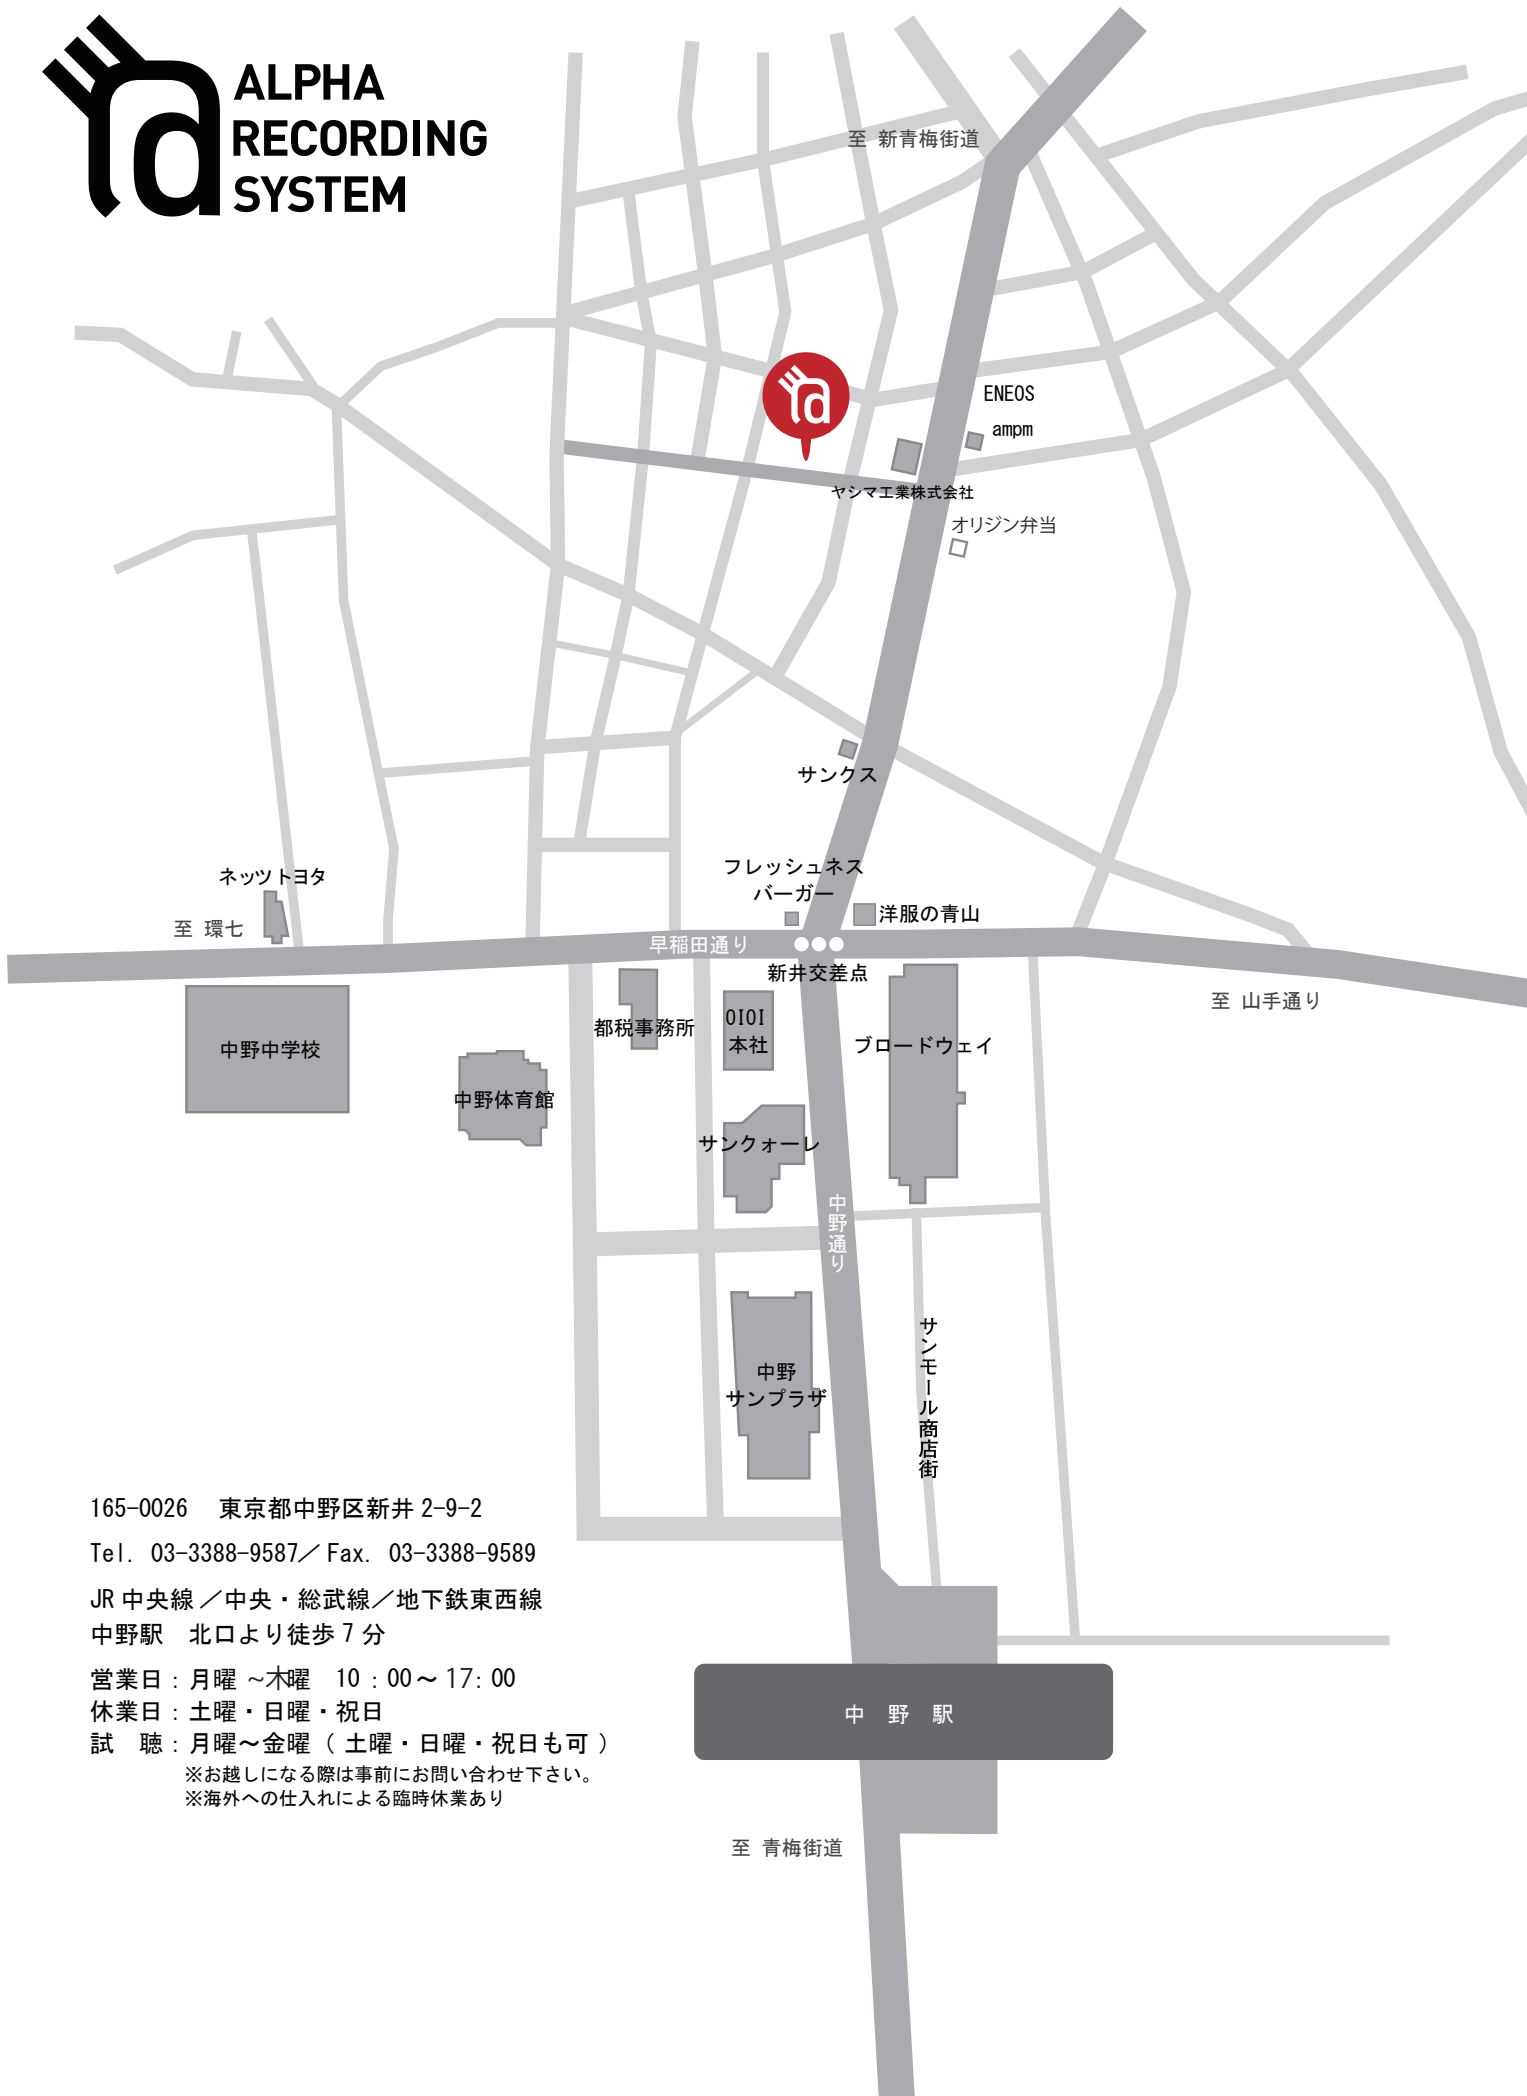 ALPHA
RECORDING
SYSTEM
至 新青梅街道
ENEOS
ampm
ヤシマ工業株式会社
オリジン弁当
サンクス
フレッシュネス
バーガー
ネッツトヨタ
洋服の青山
至 環七
早稲田通り
新井交差点
至 山手通り
都税事務所
OIOI
本社
中野中学校
ブロードウェイ
中野体育館
サンクォーレ
中野通り
サンモール商店街
中野
サンプラザ
165-0026　東京都中野区新井 2-9-2
Tel. 03-3388-9587／Fax. 03-3388-9589
JR 中央線／中央・総武線／地下鉄東西線
中野駅　北口より徒歩 7 分
営業日：月曜 ~木曜　10：00～17：00
休業日：土曜・日曜・祝日
試　聴：月曜～金曜（ 土曜・日曜・祝日も可 ）
※お越しになる際は事前にお問い合わせ下さい。
※海外への仕入れによる臨時休業あり
中 野 駅
至 青梅街道